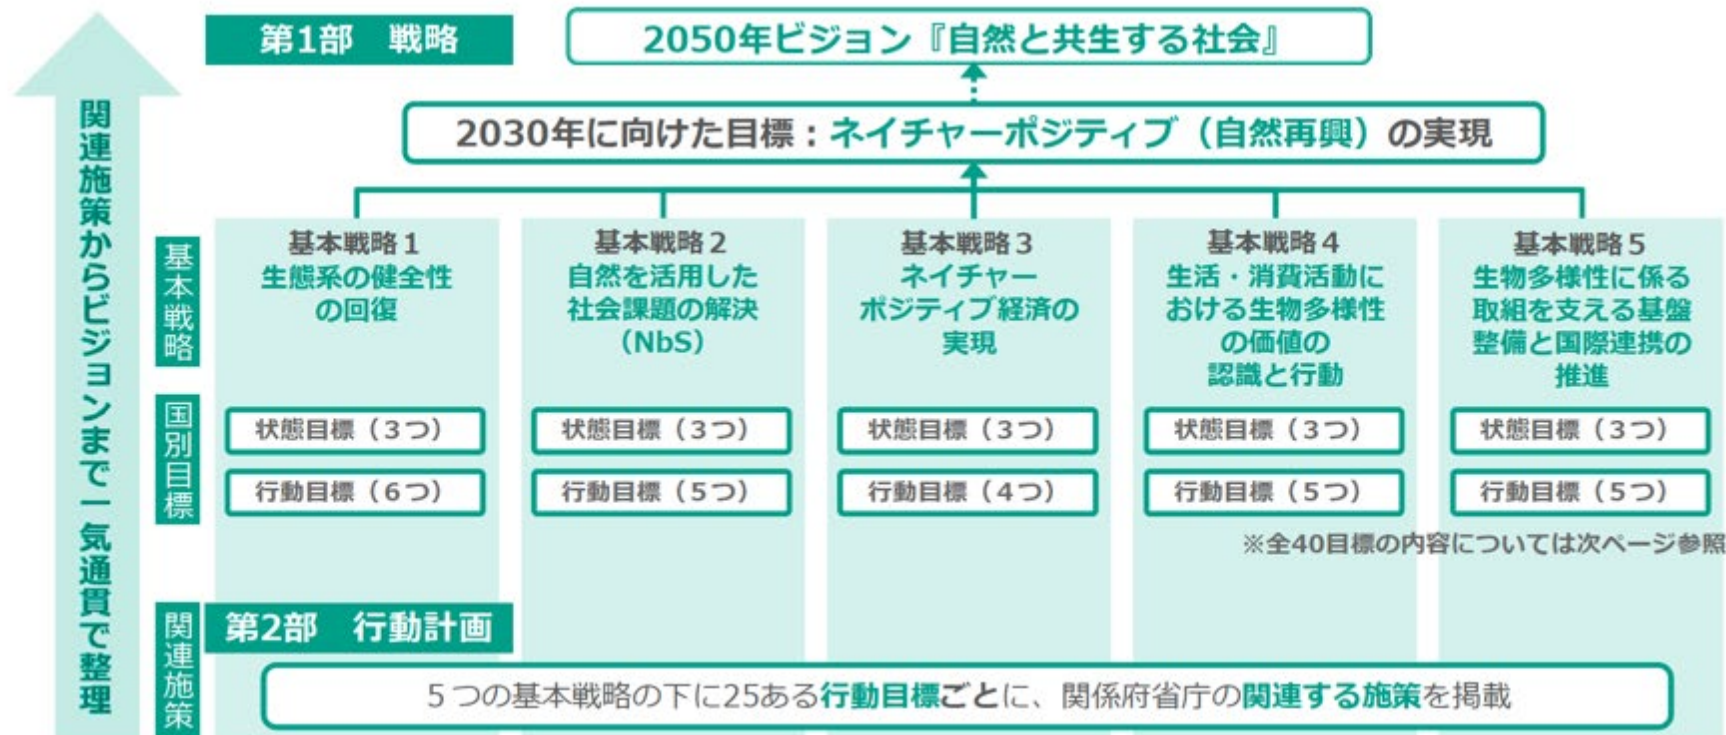 第1部　戦略
2050年ビジョン『自然と共生する社会』
2030年に向けた目標：ネイチャーポジティブ（自然再興）の実現
関連施策からビジョンまで一気通貫で整理
基本戦略
基本戦略１
生態系の健全性
の回復
基本戦略２
自然を活用した
社会課題の解決
（NbS）
基本戦略３
ネイチャー
ポジティブ経済の
実現
基本戦略４
生活・消費活動に
おける生物多様性
の価値の
認識と行動
基本戦略５
生物多様性に係る
取組を支える基盤
整備と国際連携の
推進
国別目標
状態目標（３つ）
状態目標（３つ）
状態目標（３つ）
状態目標（３つ）
状態目標（３つ）
行動目標（６つ）
行動目標（５つ）
行動目標（４つ）
行動目標（５つ）
行動目標（５つ）
※全40目標の内容については次ページ参照
関連施策
第2部　行動計画
５つの基本戦略の下に25ある行動目標ごとに、関係府省庁の関連する施策を掲載